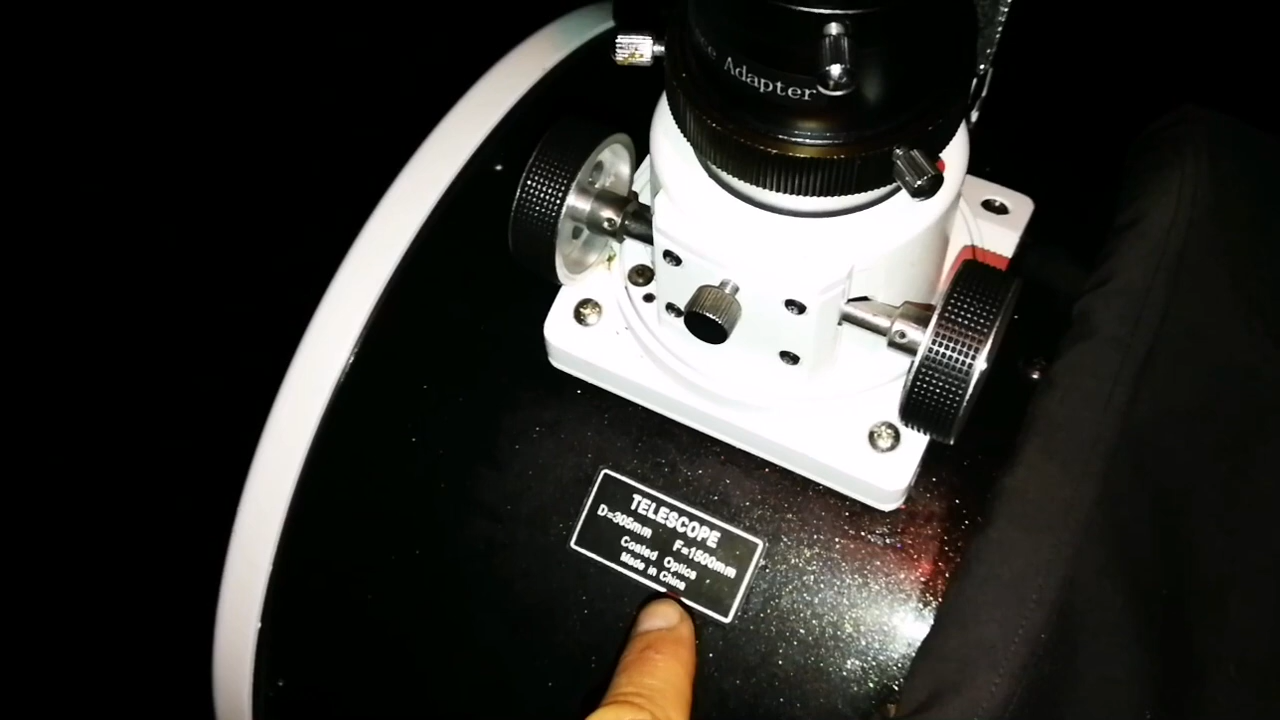 Adapter
TELESCOPE
D=305mm F=1500mm
Coated Optics
Made in China